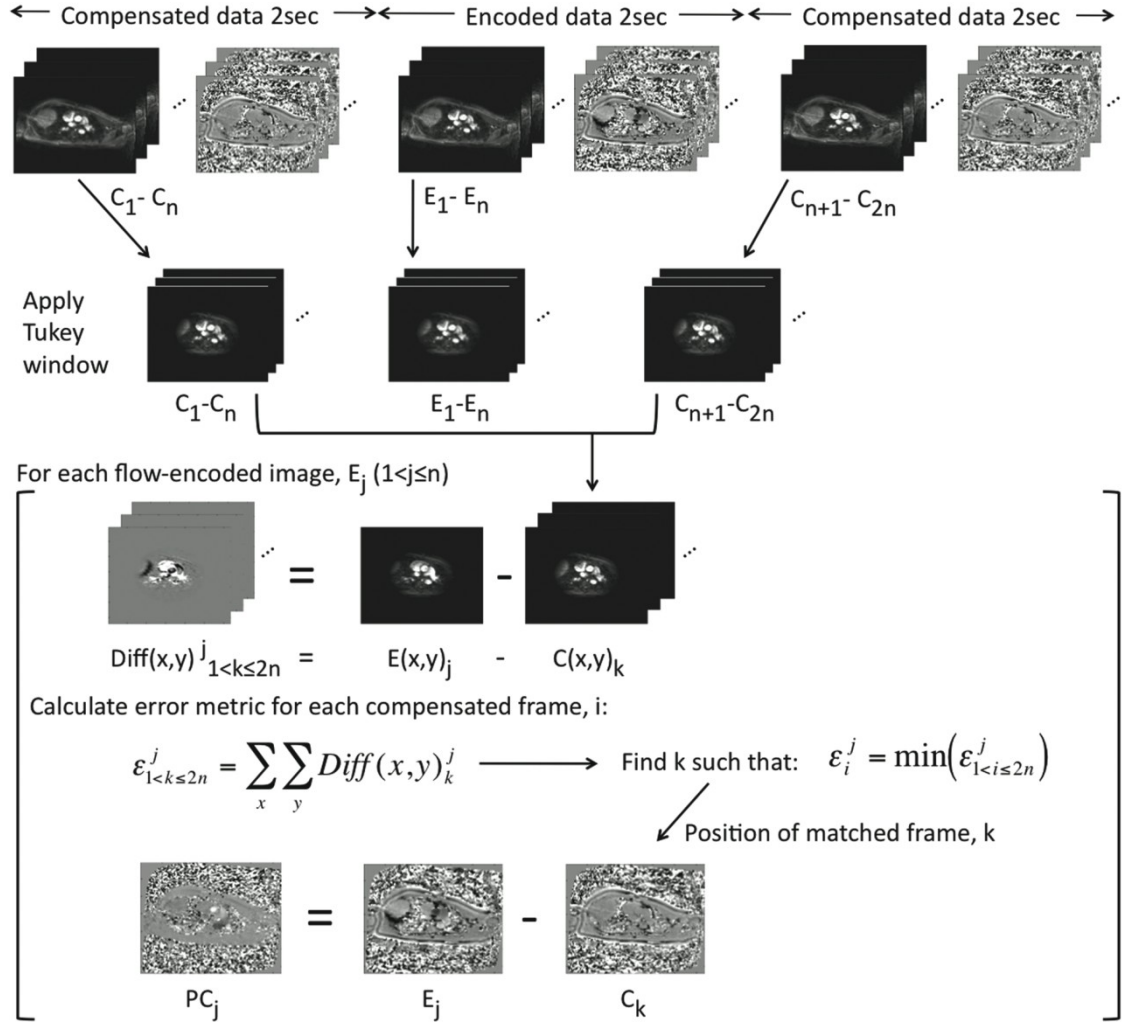 Compensated data 2sec Encoded data 2sec Compensated data 2sec
... ... ... ... ... ...
C₁- Cₙ E₁- Eₙ Cₙ₊₁- C₂ₙ
Apply
Tukey
window
... ... ...
C₁-Cₙ E₁-Eₙ Cₙ₊₁-C₂ₙ
For each flow-encoded image, Eⱼ (1<j≤n)
... = - ...
Diff(x,y) ʲ ₁<ₖ≤₂ₙ = E(x,y)ⱼ - C(x,y)ₖ
Calculate error metric for each compensated frame, i:
εʲ₁<ₖ≤₂ₙ = ∑ₓ ∑y Diff(x,y)ʲₖ Find k such that: εʲᵢ = min(εʲ₁<ᵢ≤₂ₙ)
Position of matched frame, k
= -
PCⱼ Eⱼ Cₖ